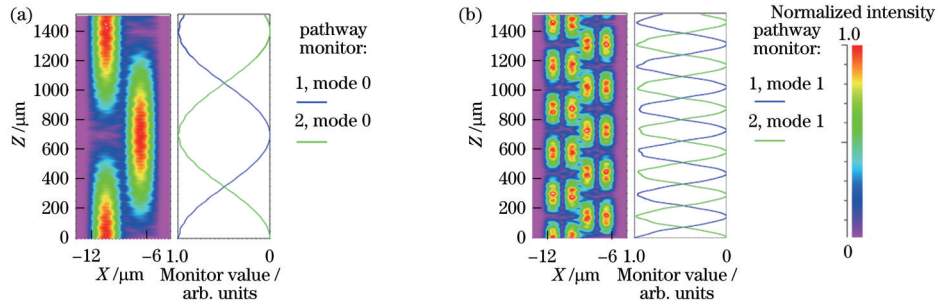 (a)
1400
1200
1000
800
600
400
200
0
Z /μm
−12
−6
X /μm
1.0
0
Monitor value /
arb. units
pathway
monitor:
1, mode 0
2, mode 0
(b)
1400
1200
1000
800
600
400
200
0
Z /μm
−12
−6
X /μm
1.0
0
Monitor value /
arb. units
Normalized intensity
pathway
monitor:
1, mode 1
2, mode 1
1.0
0